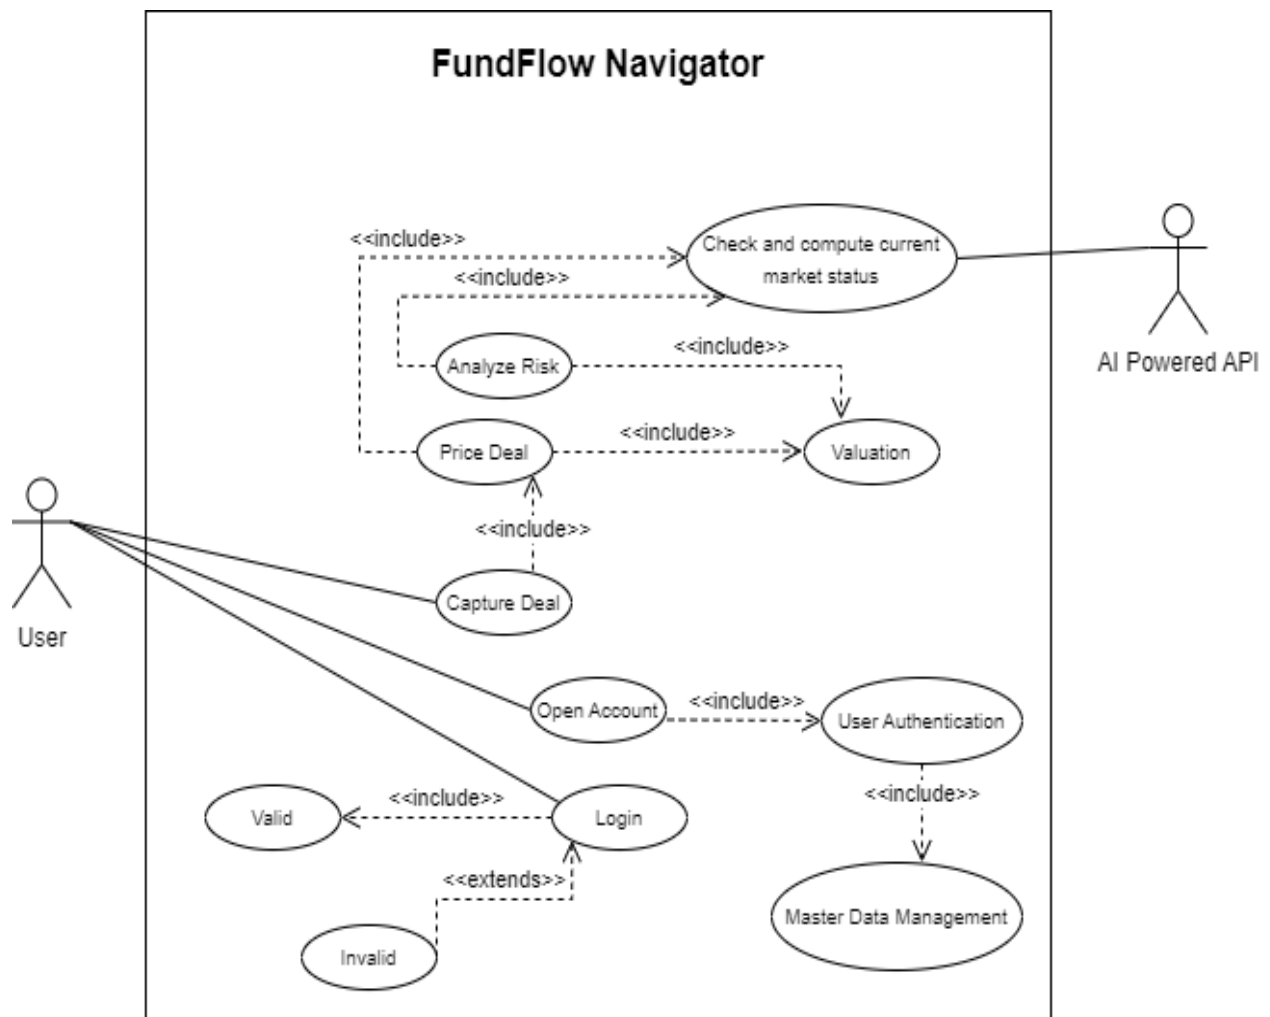 FundFlow Navigator
<<include>>
Check and compute current
market status
<<include>>
Analyze Risk
<<include>>
AI Powered API
Price Deal
<<include>>
Valuation
<<include>>
Capture Deal
User
Open Account
<<include>>
User Authentication
Valid
<<include>>
Login
<<include>>
<<extends>>
Master Data Management
Invalid